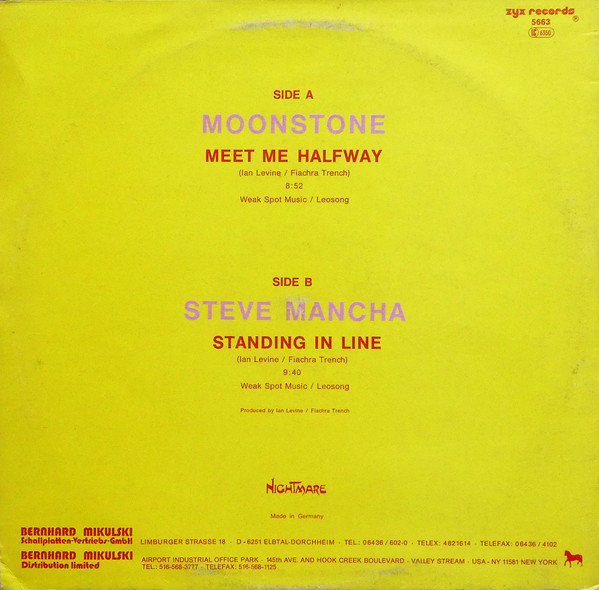 zyx records
5663
®
LC 6350
SIDE A
MOONSTONE
MEET ME HALFWAY
(Ian Levine / Fiachra Trench)
8:52
Weak Spot Music / Leosong
SIDE B
STEVE MANCHA
STANDING IN LINE
(Ian Levine / Fiachra Trench)
9:40
Weak Spot Music / Leosong
Produced by Ian Levine / Fiachra Trench
NIGHTMARE
Made in Germany
BERNHARD MIKULSKI
Schallplatten-Vertriebs-GmbH LIMBURGER STRASSE 18 · D-6251 ELBTAL-DORCHHEIM · TEL.: 06436 / 602-0 · TELEX: 4821614 · TELEFAX: 06436 / 4102
BERNHARD MIKULSKI AIRPORT INDUSTRIAL OFFICE PARK · 145th AVE. AND HOOK CREEK BOULEVARD · VALLEY STREAM · USA - NY 11581 NEW YORK
Distribution limited TEL.: 516-568-3777 · TELEFAX: 516-568-1125